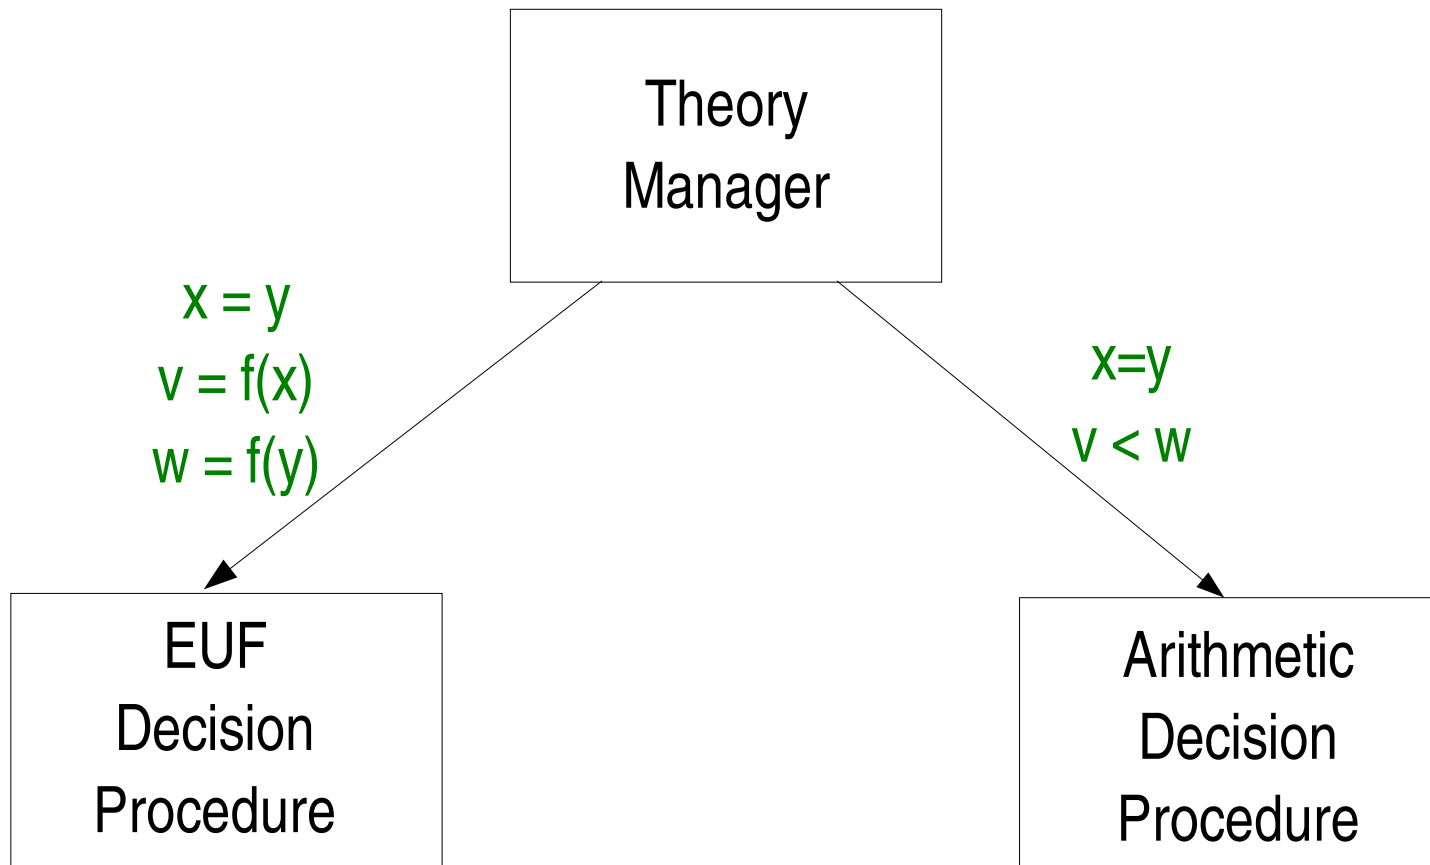 Theory
Manager
x = y
v = f(x)
w = f(y)
x=y
v < w
EUF
Decision
Procedure
Arithmetic
Decision
Procedure